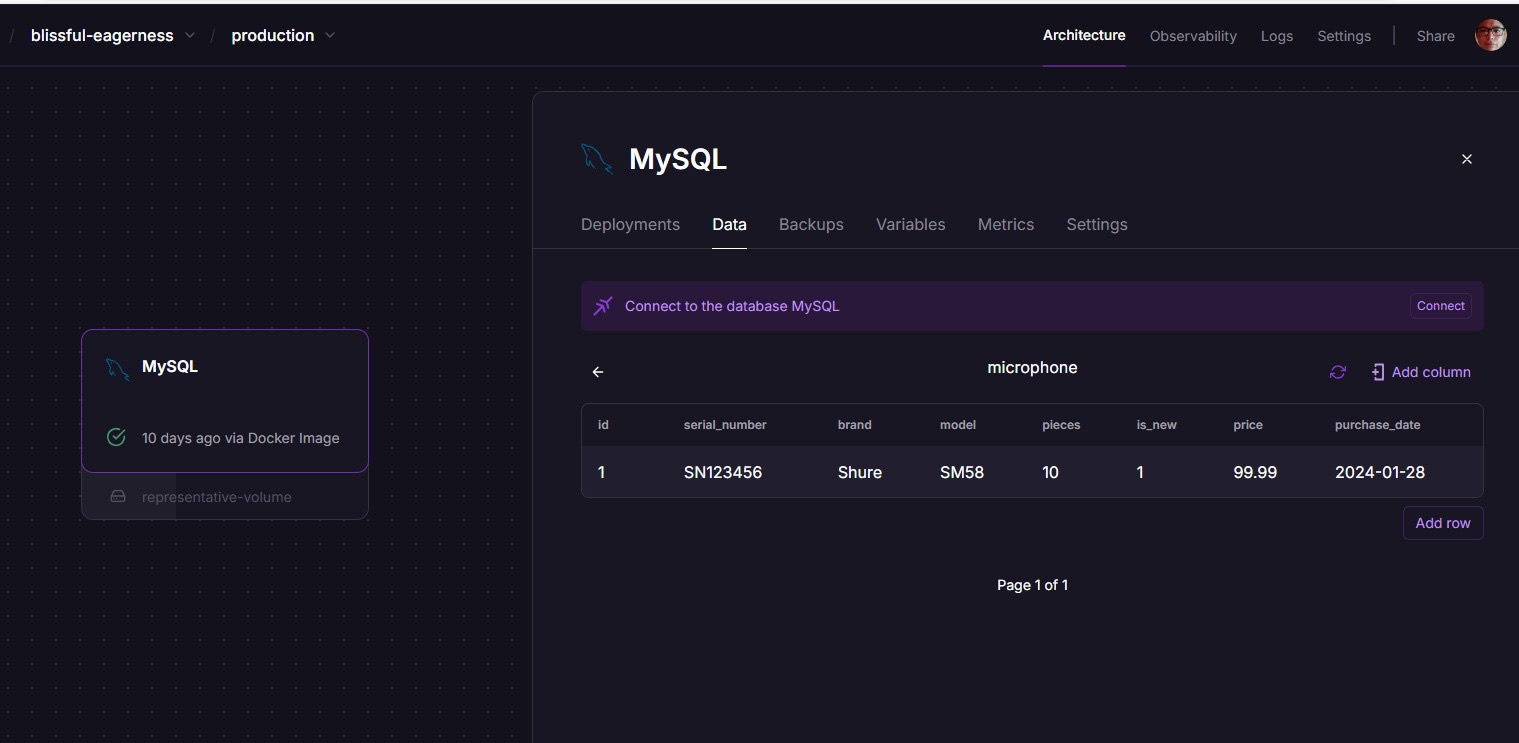 / blissful-eagerness / production
Architecture Observability Logs Settings | Share
MySQL
Deployments Data Backups Variables Metrics Settings
Connect to the database MySQL Connect
microphone Add column
id serial_number brand model pieces is_new price purchase_date
1 SN123456 Shure SM58 10 1 99.99 2024-01-28
Add row
Page 1 of 1
MySQL
10 days ago via Docker Image
representative-volume